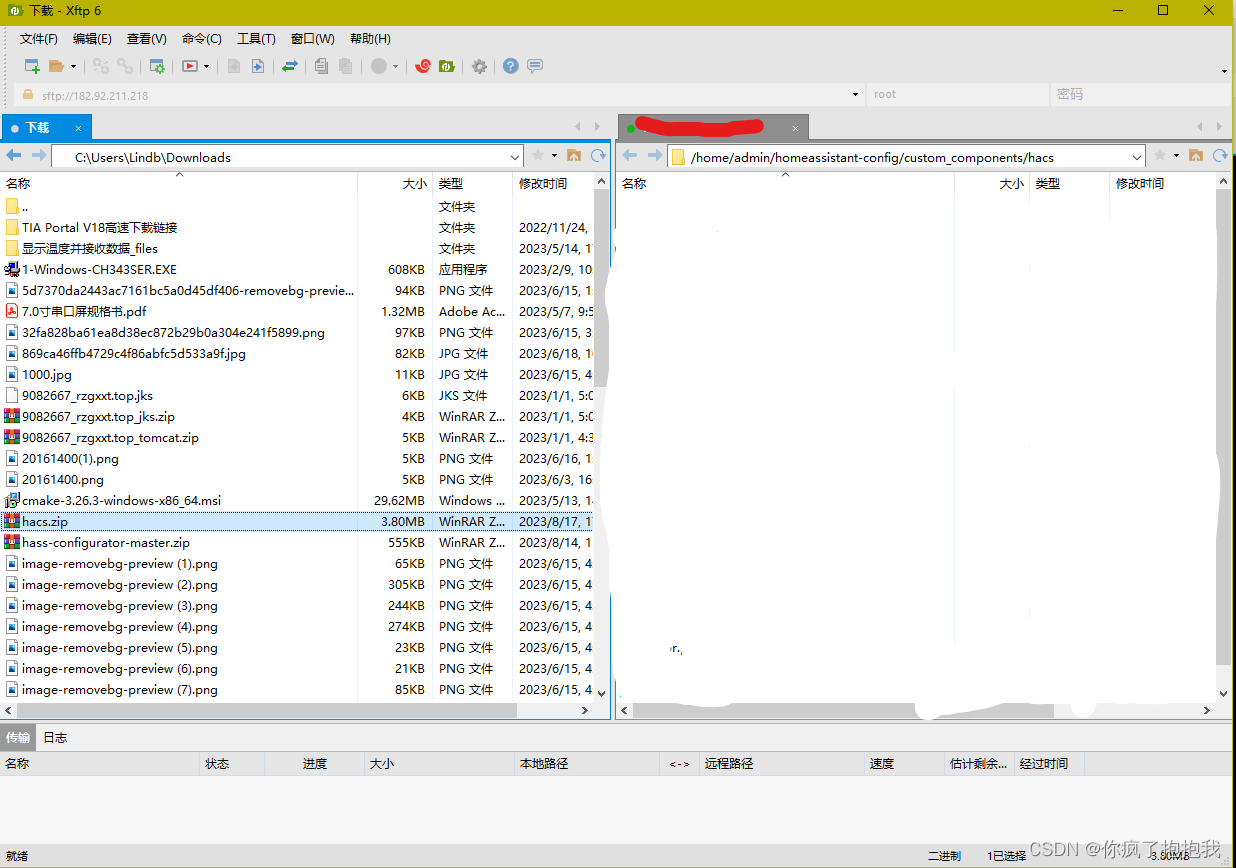 下载 - Xftp 6
文件(F) 编辑(E) 查看(V) 命令(C) 工具(T) 窗口(W) 帮助(H)
sftp://182.92.211.218 root 密码
下载 × ×
C:\Users\Lindb\Downloads /home/admin/homeassistant-config/custom_components/hacs
名称 大小 类型 修改时间 名称 大小 类型 修改时间
.. 文件夹
TIA Portal V18高速下载链接 文件夹 2022/11/24,
显示温度并接收数据_files 文件夹 2023/5/14, 1
1-Windows-CH343SER.EXE 608KB 应用程序 2023/2/9, 10
5d7370da2443ac7161bc5a0d45df406-removebg-previe... 94KB PNG 文件 2023/6/15, 1
7.0寸串口屏规格书.pdf 1.32MB Adobe Ac... 2023/5/7, 9:5
32fa828ba61ea8d38ec872b29b0a304e241f5899.png 97KB PNG 文件 2023/6/15, 3
869ca46ffb4729c4f86abfc5d533a9f.jpg 82KB JPG 文件 2023/6/18, 1
1000.jpg 11KB JPG 文件 2023/6/15, 4
9082667_rzgxxt.top.jks 6KB JKS 文件 2023/1/1, 5:0
9082667_rzgxxt.top_jks.zip 4KB WinRAR Z... 2023/1/1, 5:0
9082667_rzgxxt.top_tomcat.zip 5KB WinRAR Z... 2023/1/1, 4:3
20161400(1).png 5KB PNG 文件 2023/6/16, 1
20161400.png 5KB PNG 文件 2023/6/3, 16
cmake-3.26.3-windows-x86_64.msi 29.62MB Windows ... 2023/5/13, 1
hacs.zip 3.80MB WinRAR Z... 2023/8/17, 1
hass-configurator-master.zip 555KB WinRAR Z... 2023/8/14, 1
image-removebg-preview (1).png 65KB PNG 文件 2023/6/15, 4
image-removebg-preview (2).png 305KB PNG 文件 2023/6/15, 4
image-removebg-preview (3).png 244KB PNG 文件 2023/6/15, 4
image-removebg-preview (4).png 274KB PNG 文件 2023/6/15, 4
image-removebg-preview (5).png 23KB PNG 文件 2023/6/15, 4
image-removebg-preview (6).png 21KB PNG 文件 2023/6/15, 4
image-removebg-preview (7).png 85KB PNG 文件 2023/6/15, 4
传输 日志
名称 状态 进度 大小 本地路径 <-> 远程路径 速度 估计剩余... 经过时间
就绪 二进制 1已选择 3.80MB
CSDN @你疯了抱抱我